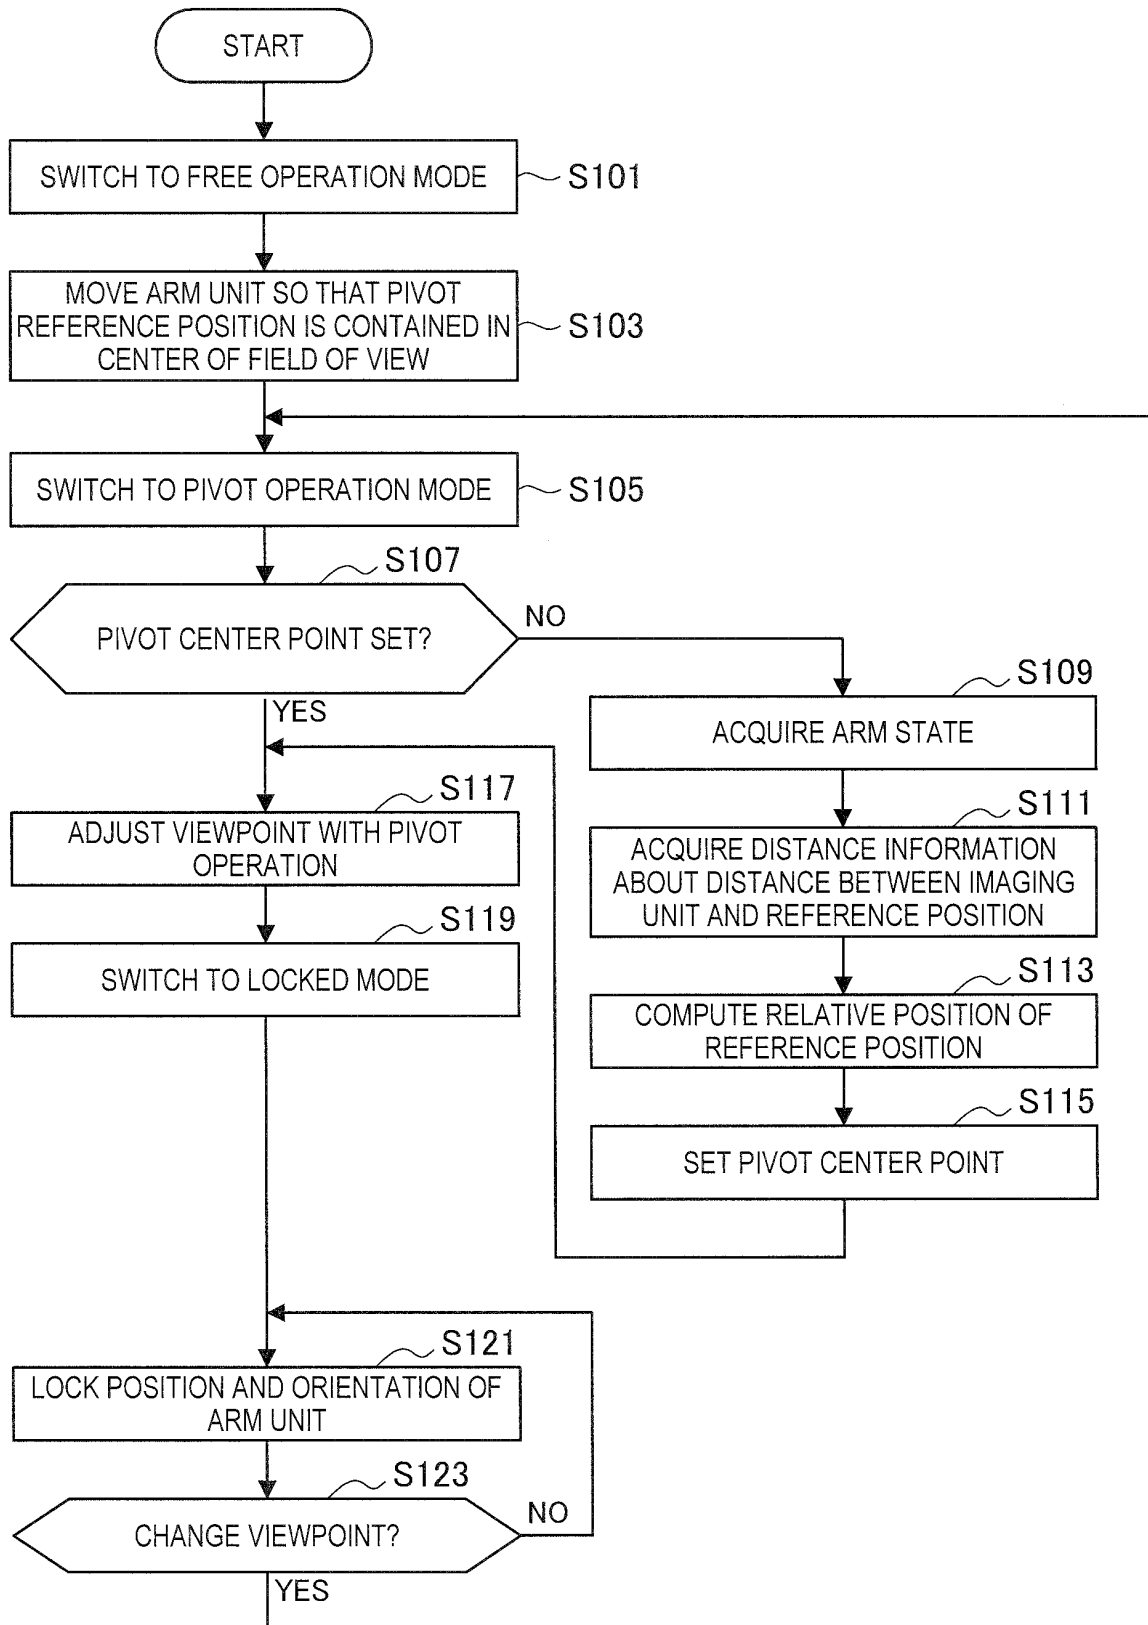 START
SWITCH TO FREE OPERATION MODE
S101
MOVE ARM UNIT SO THAT PIVOT
REFERENCE POSITION IS CONTAINED IN
CENTER OF FIELD OF VIEW
S103
SWITCH TO PIVOT OPERATION MODE
S105
S107
PIVOT CENTER POINT SET?
NO
YES
S109
ACQUIRE ARM STATE
S111
ACQUIRE DISTANCE INFORMATION
ABOUT DISTANCE BETWEEN IMAGING
UNIT AND REFERENCE POSITION
S113
COMPUTE RELATIVE POSITION OF
REFERENCE POSITION
S115
SET PIVOT CENTER POINT
S117
ADJUST VIEWPOINT WITH PIVOT
OPERATION
S119
SWITCH TO LOCKED MODE
S121
LOCK POSITION AND ORIENTATION OF
ARM UNIT
S123
CHANGE VIEWPOINT?
NO
YES